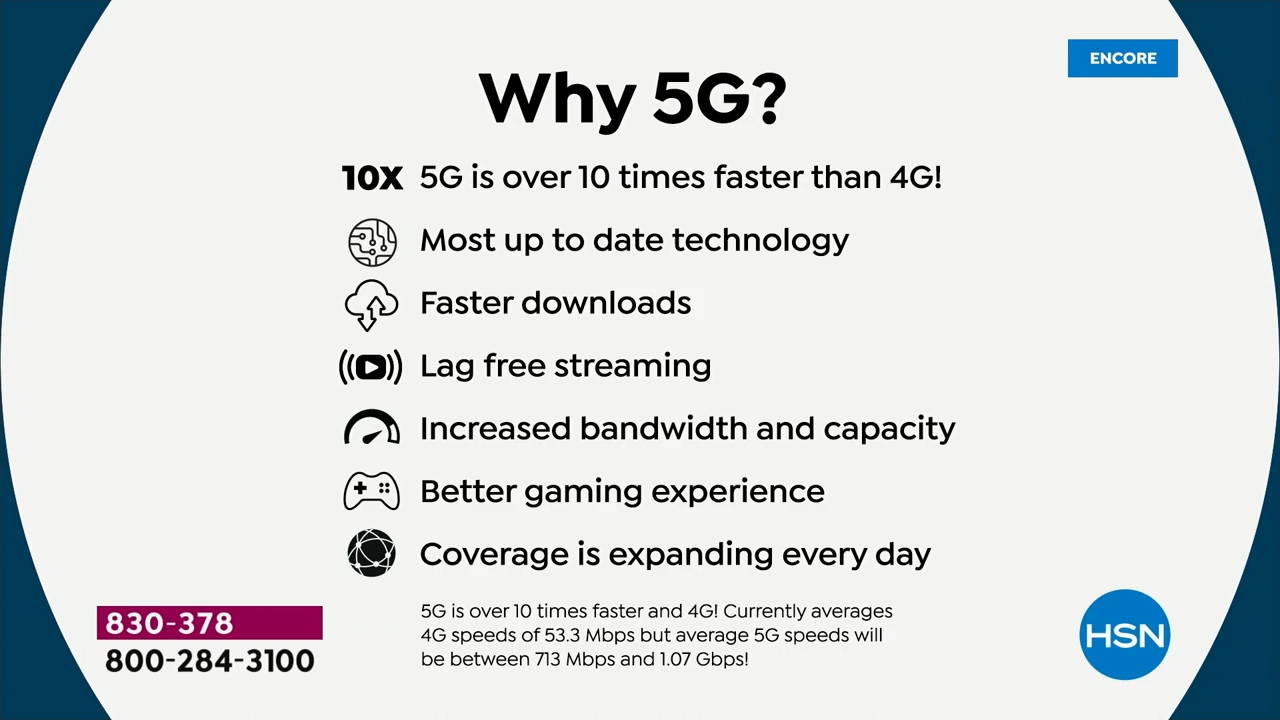 ENCORE
Why 5G?
10X 5G is over 10 times faster than 4G!
Most up to date technology
Faster downloads
Lag free streaming
Increased bandwidth and capacity
Better gaming experience
Coverage is expanding every day
5G is over 10 times faster and 4G! Currently averages
4G speeds of 53.3 Mbps but average 5G speeds will
be between 713 Mbps and 1.07 Gbps!
830-378
800-284-3100
HSN